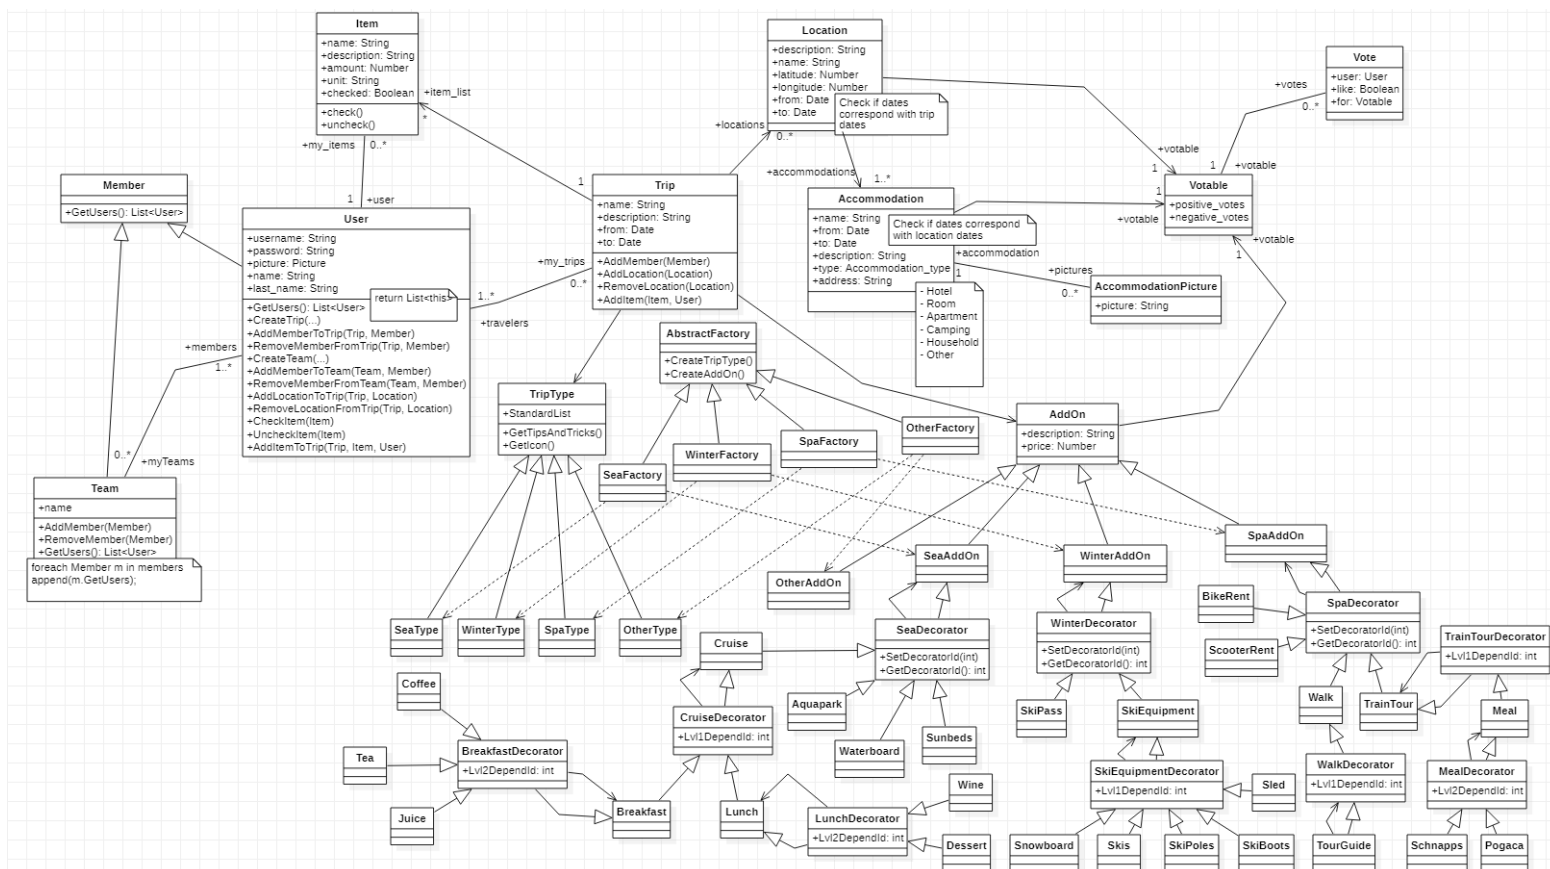 Item
+name: String
+description: String
+amount: Number
+unit: String
+checked: Boolean
+check()
+uncheck()
+item_list
*
+my_items
0..*
1
+user
1
Member
+GetUsers(): List<User>
User
+username: String
+password: String
+picture: Picture
+name: String
+last_name: String
+GetUsers(): List<User>
+CreateTrip(...)
+AddMemberToTrip(Trip, Member)
+RemoveMemberFromTrip(Trip, Member)
+CreateTeam(...)
+AddMemberToTeam(Team, Member)
+RemoveMemberFromTeam(Team, Member)
+AddLocationToTrip(Trip, Location)
+RemoveLocationFromTrip(Trip, Location)
+CheckItem(Item)
+UncheckItem(Item)
+AddItemToTrip(Trip, Item, User)
return List<this>
+my_trips
0..*
1..*
+travelers
+members
1..*
0..*
+myTeams
Team
+name
+AddMember(Member)
+RemoveMember(Member)
+GetUsers(): List<User>
foreach Member m in members
append(m.GetUsers);
Trip
+name: String
+description: String
+from: Date
+to: Date
+AddMember(Member)
+AddLocation(Location)
+RemoveLocation(Location)
+AddItem(Item, User)
Location
+description: String
+name: String
+latitude: Number
+longitude: Number
+from: Date
+to: Date
Check if dates
correspond with trip
dates
+locations
0..*
+accommodations
1..*
Accommodation
+name: String
+from: Date
+to: Date
+description: String
+type: Accommodation_type
+address: String
Check if dates correspond
with location dates
+accommodation
1
+pictures
0..*
AccommodationPicture
+picture: String
- Hotel
- Room
- Apartment
- Camping
- Household
- Other
Vote
+user: User
+like: Boolean
+for: Votable
+votes
0..*
+votable
1
1
+votable
1
+votable
Votable
+positive_votes
+negative_votes
+votable
1
AbstractFactory
+CreateTripType()
+CreateAddOn()
TripType
+StandardList
+GetTipsAndTricks()
+GetIcon()
SeaFactory
WinterFactory
SpaFactory
OtherFactory
AddOn
+description: String
+price: Number
SeaType
WinterType
SpaType
OtherType
OtherAddOn
SeaAddOn
WinterAddOn
SpaAddOn
SeaDecorator
+SetDecoratorId(int)
+GetDecoratorId(): int
WinterDecorator
+SetDecoratorId(int)
+GetDecoratorId(): int
SpaDecorator
+SetDecoratorId(int)
+GetDecoratorId(): int
BikeRent
ScooterRent
TrainTourDecorator
+Lvl1DependId: int
Walk
TrainTour
Meal
Cruise
Aquapark
Waterboard
Sunbeds
SkiPass
SkiEquipment
Coffee
CruiseDecorator
+Lvl1DependId: int
BreakfastDecorator
+Lvl2DependId: int
Tea
Juice
Breakfast
Lunch
LunchDecorator
+Lvl2DependId: int
Wine
Dessert
SkiEquipmentDecorator
+Lvl1DependId: int
Sled
Snowboard
Skis
SkiPoles
SkiBoots
WalkDecorator
+Lvl1DependId: int
TourGuide
MealDecorator
+Lvl2DependId: int
Schnapps
Pogaca